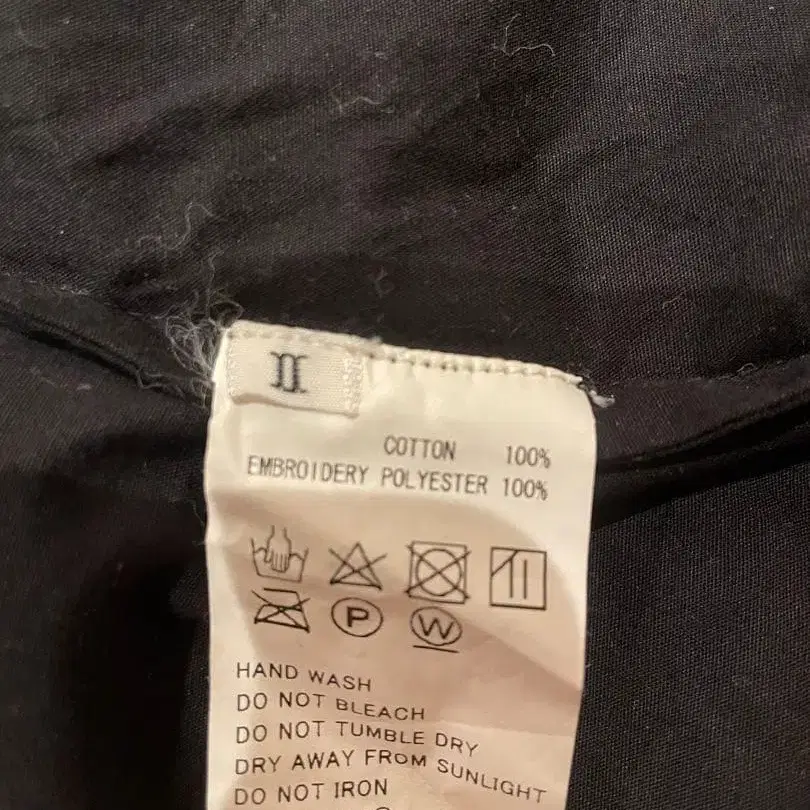 II
COTTON 100%
EMBROIDERY POLYESTER 100%
P
W
HAND WASH
DO NOT BLEACH
DO NOT TUMBLE DRY
DRY AWAY FROM SUNLIGHT
DO NOT IRON